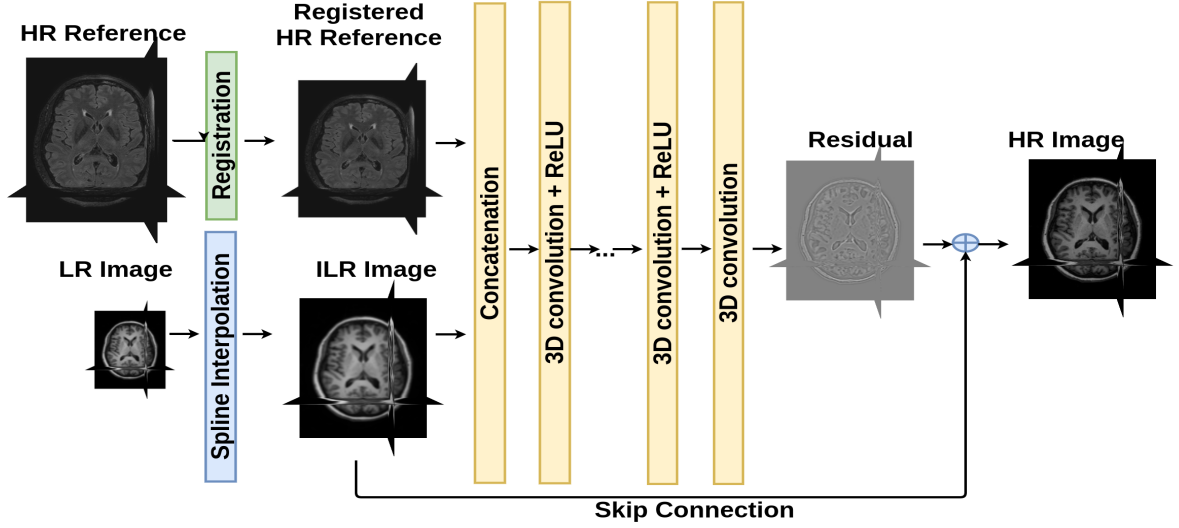 HR Reference
Registration
Registered
HR Reference
LR Image
Spline Interpolation
ILR Image
Concatenation
3D convolution + ReLU
...
3D convolution + ReLU
3D convolution
Residual
HR Image
Skip Connection